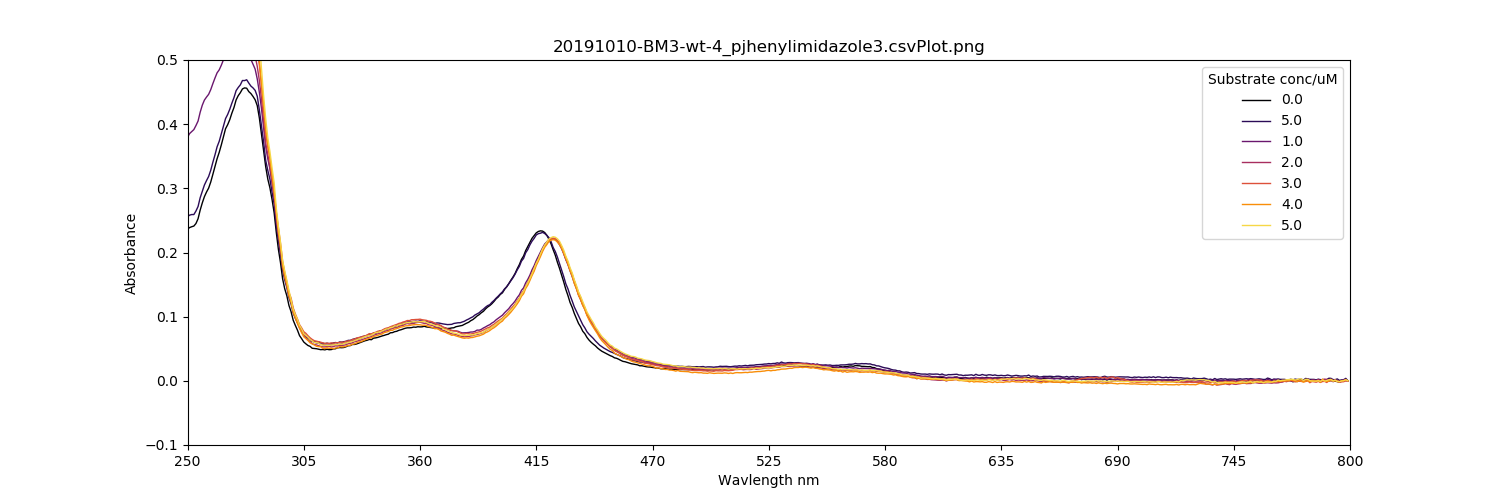 20191010-BM3-wt-4_pjhenylimidazole3.csvPlot.png
Substrate conc/uM
0.0
5.0
1.0
2.0
3.0
4.0
5.0
Absorbance
0.5
0.4
0.3
0.2
0.1
0.0
−0.1
250 305 360 415 470 525 580 635 690 745 800
Wavlength nm